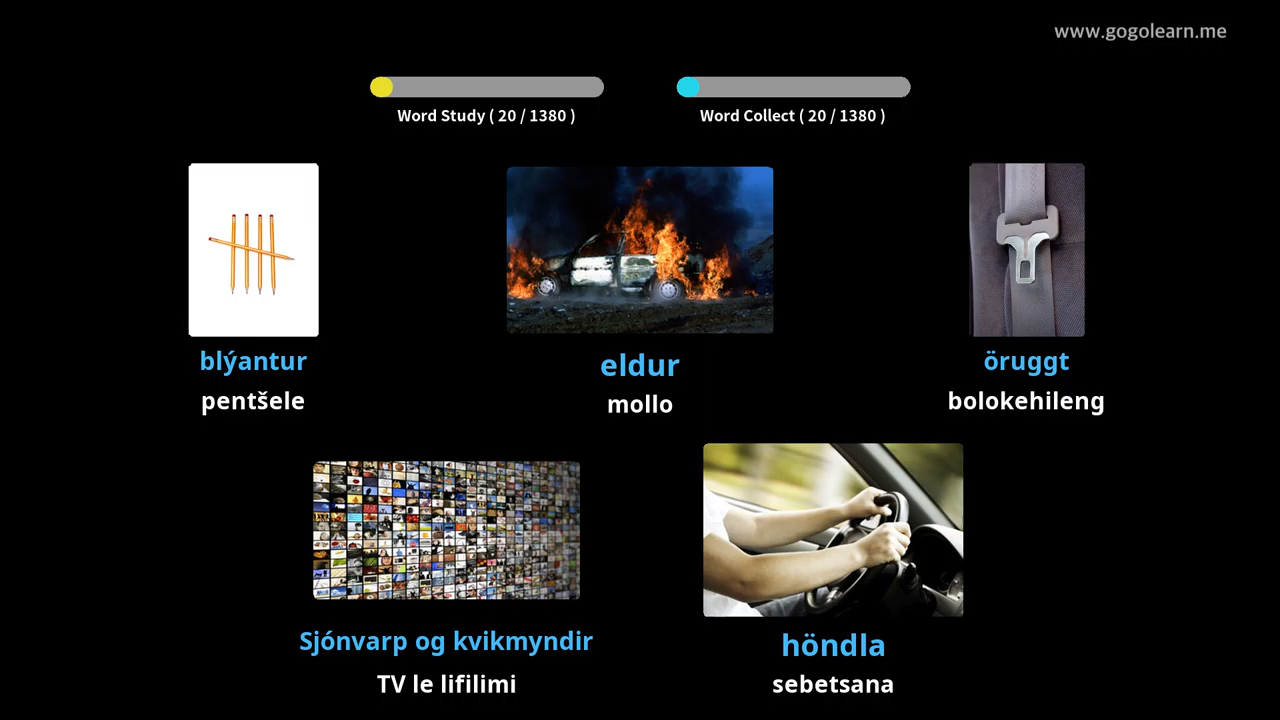 www.gogolearn.me
Word Study ( 20 / 1380 )
Word Collect ( 20 / 1380 )
blýantur
pentšele
eldur
mollo
öruggt
bolokehileng
Sjónvarp og kvikmyndir
TV le lifilimi
höndla
sebetsana